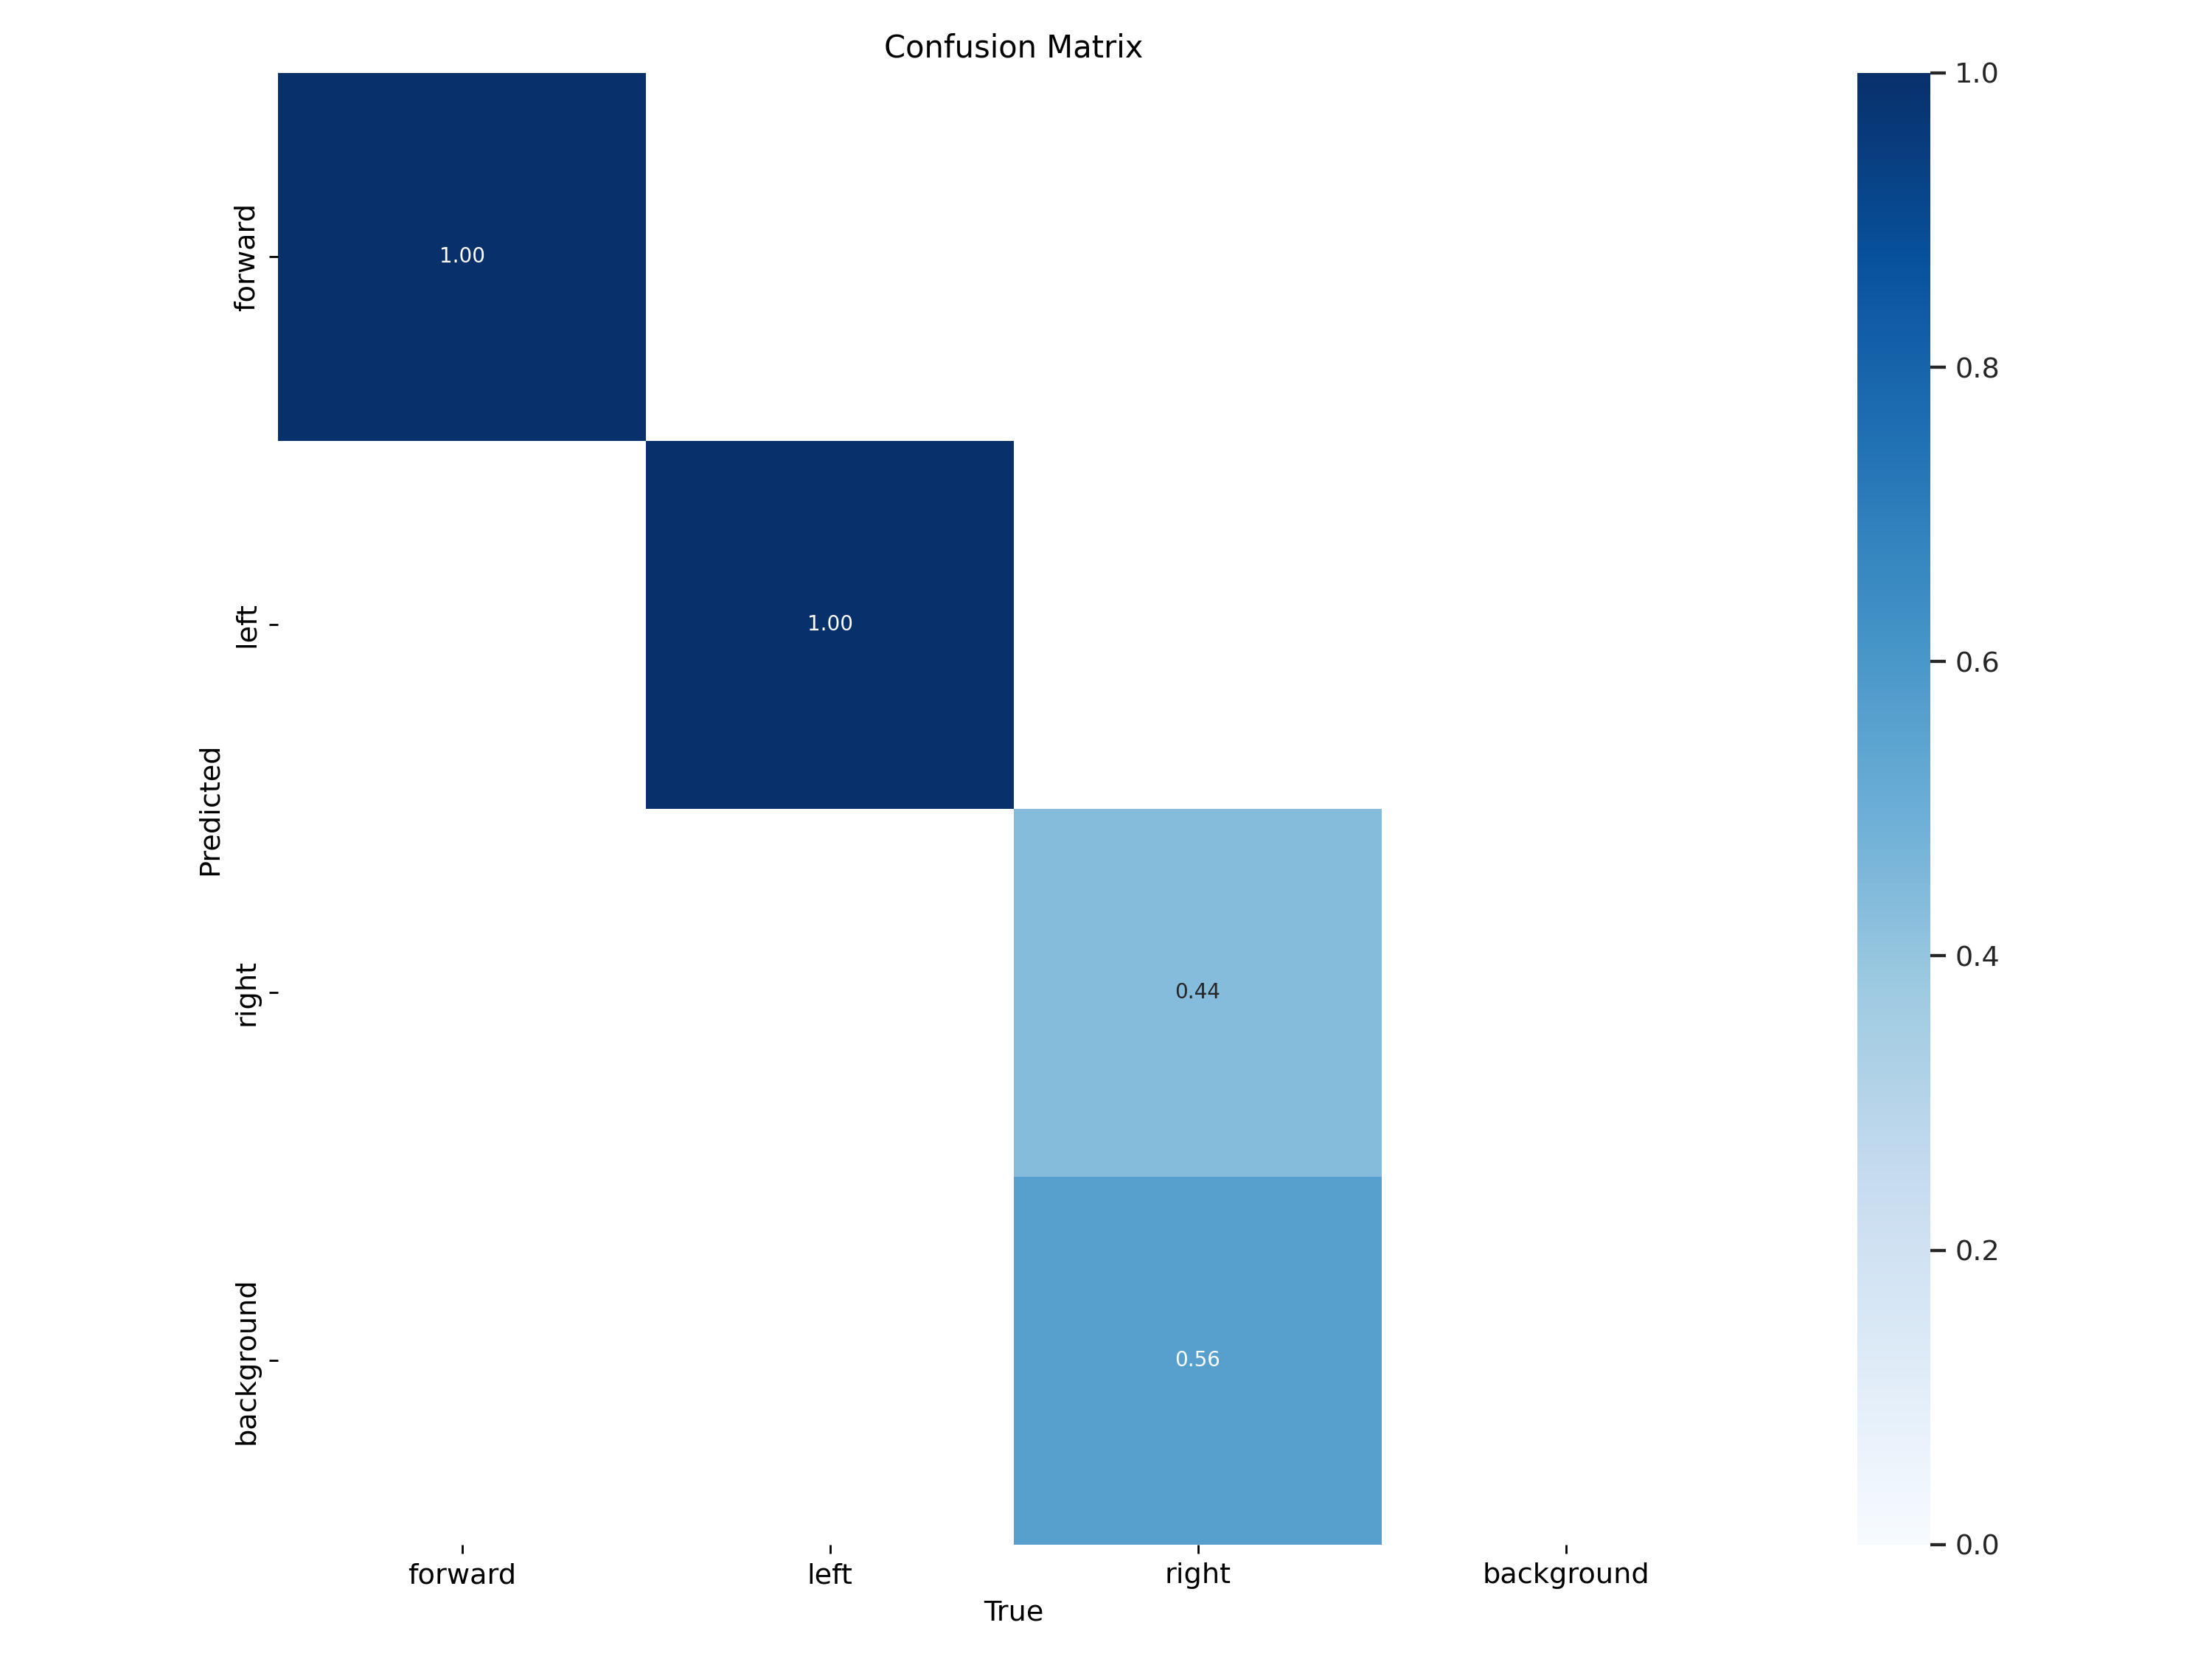 Confusion Matrix
forward
left
right
background
Predicted
1.00
1.00
0.44
0.56
forward
left
right
background
True
1.0
0.8
0.6
0.4
0.2
0.0